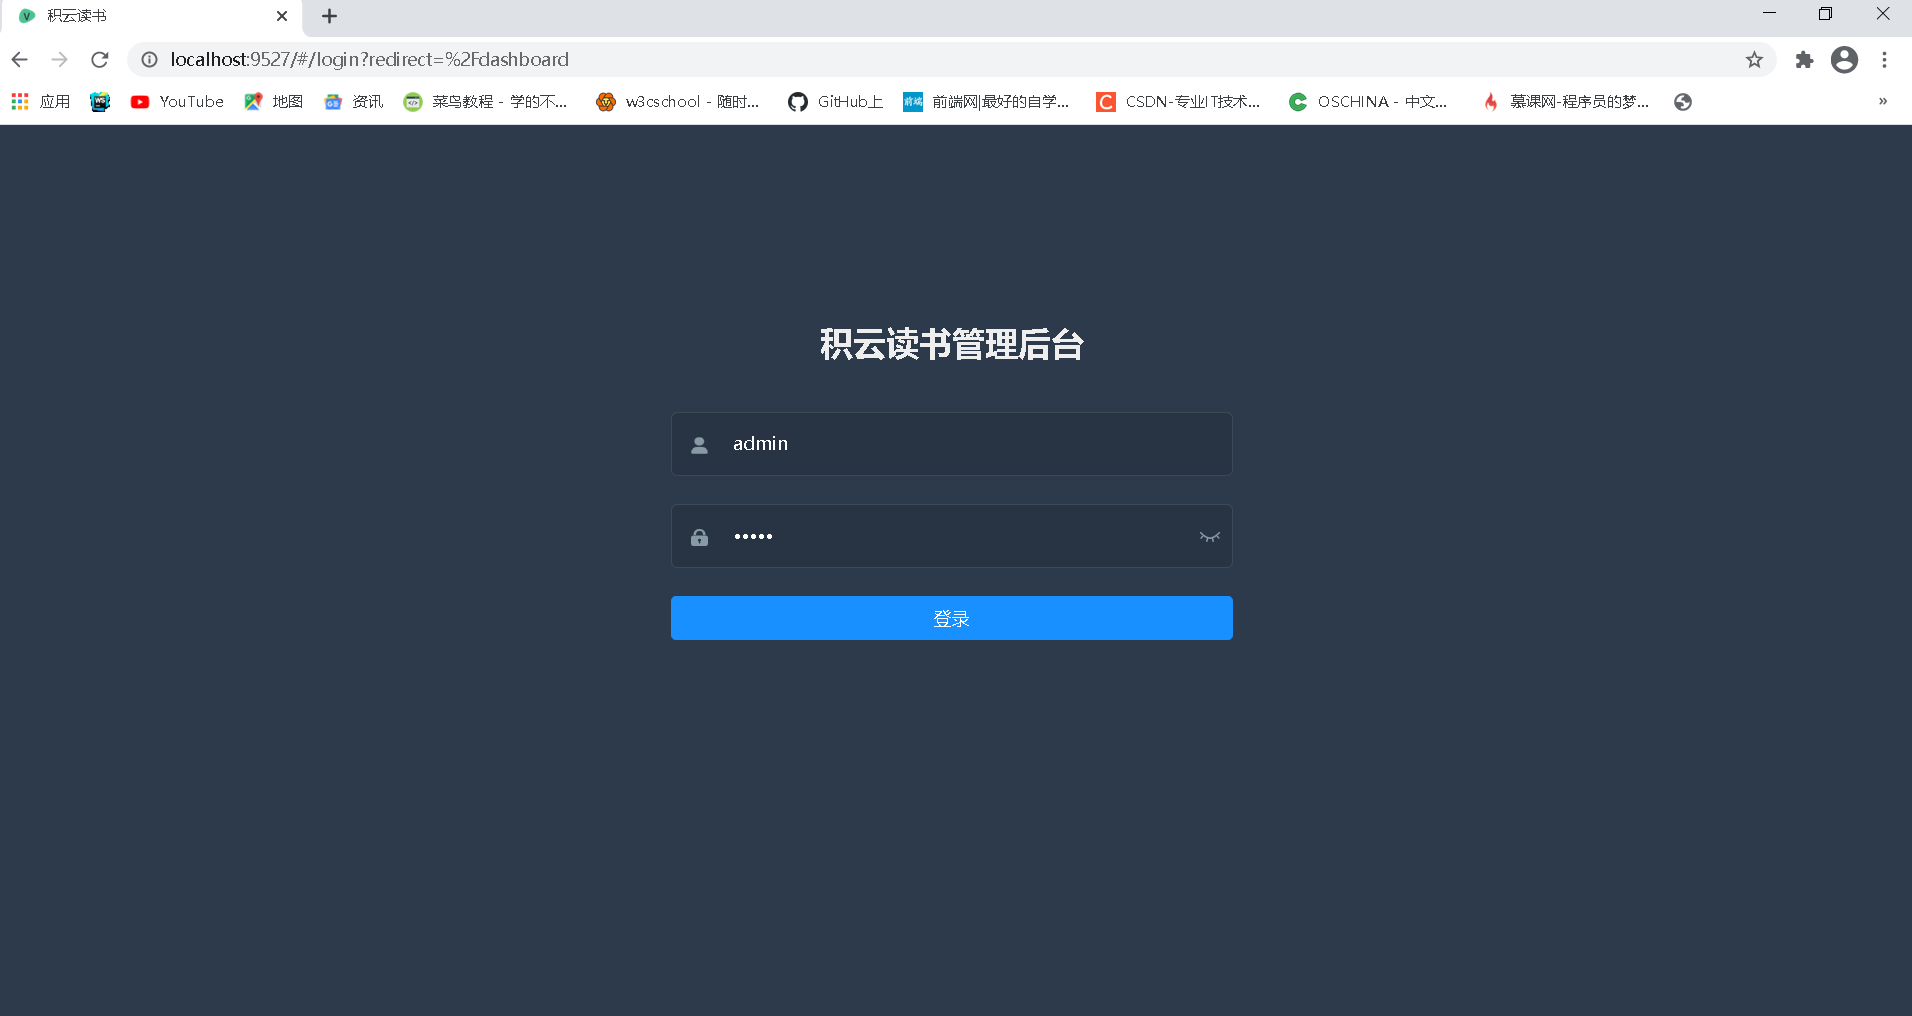 积云读书
localhost:9527/#/login?redirect=%2Fdashboard
应用 YouTube 地图 资讯 菜鸟教程 - 学的不... w3cschool - 随时... GitHub上 前端 前端网|最好的自学... CSDN-专业IT技术... OSCHINA - 中文... 慕课网-程序员的梦... »
积云读书管理后台
admin
•••••
登录